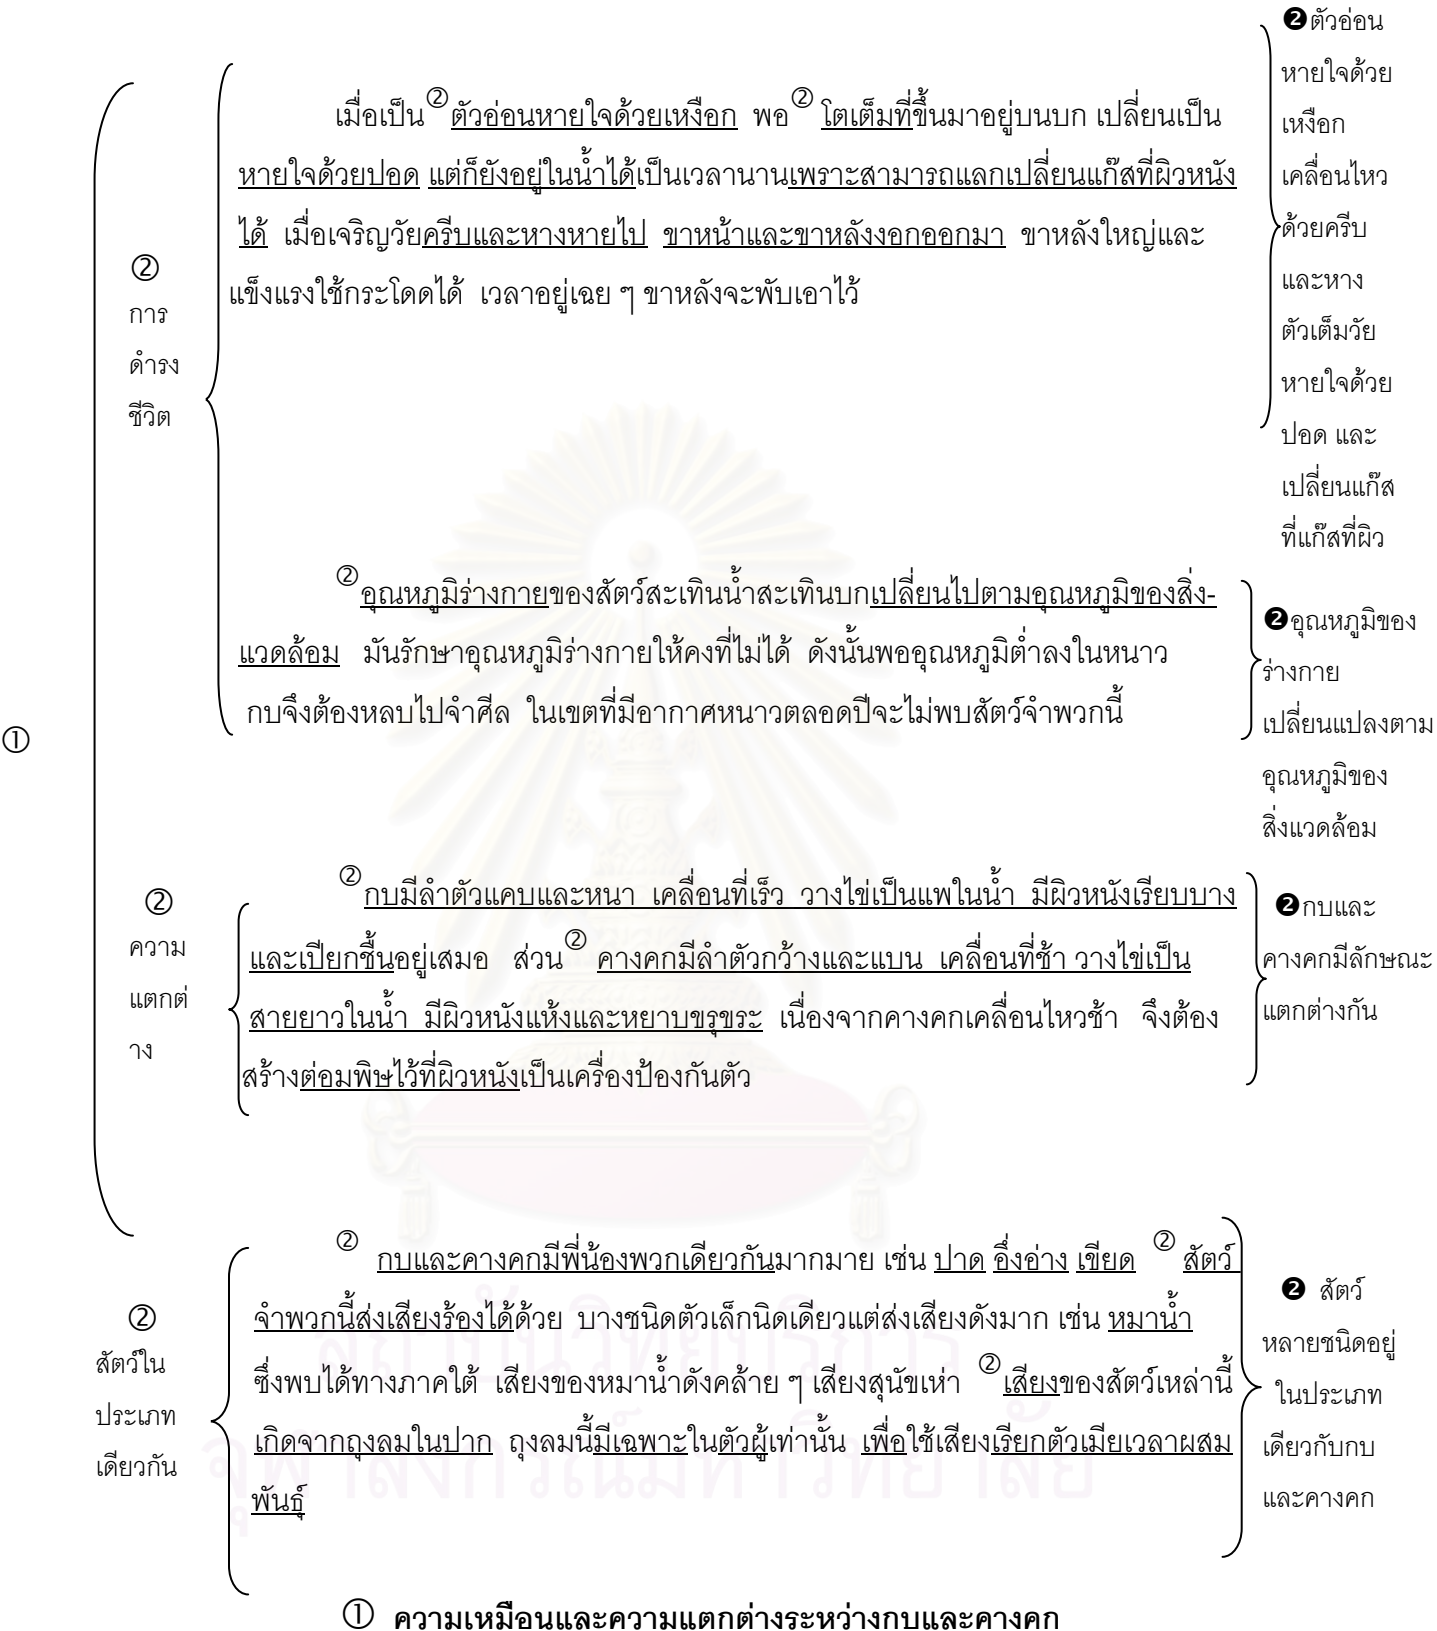 ❷ตัวอ่อน
หายใจด้วย
เหงือก
เคลื่อนไหว
ด้วยครีบ
และหาง
ตัวเต็มวัย
หายใจด้วย
ปอด และ
เปลี่ยนแก๊ส
ที่แก๊สที่ผิว
เมื่อเป็น②ตัวอ่อนหายใจด้วยเหงือก พอ② โตเต็มที่ขึ้นมาอยู่บนบก เปลี่ยนเป็น
หายใจด้วยปอด แต่ก็ยังอยู่ในน้ำได้เป็นเวลานานเพราะสามารถแลกเปลี่ยนแก๊สที่ผิวหนัง
ได้ เมื่อเจริญวัยครีบและหางหายไป ขาหน้าและขาหลังงอกออกมา ขาหลังใหญ่และ
แข็งแรงใช้กระโดดได้ เวลาอยู่เฉย ๆ ขาหลังจะพับเอาไว้
②
การ
ดำรง
ชีวิต
②อุณหภูมิร่างกายของสัตว์สะเทินน้ำสะเทินบกเปลี่ยนไปตามอุณหภูมิของสิ่ง-
แวดล้อม มันรักษาอุณหภูมิร่างกายให้คงที่ไม่ได้ ดังนั้นพออุณหภูมิต่ำลงในหนาว
กบจึงต้องหลบไปจำศีล ในเขตที่มีอากาศหนาวตลอดปีจะไม่พบสัตว์จำพวกนี้
❷อุณหภูมิของ
ร่างกาย
เปลี่ยนแปลงตาม
อุณหภูมิของ
สิ่งแวดล้อม
①
②
ความ
แตกต่
าง
②กบมีลำตัวแคบและหนา เคลื่อนที่เร็ว วางไข่เป็นแพในน้ำ มีผิวหนังเรียบบาง
และเปียกชื้นอยู่เสมอ ส่วน② คางคกมีลำตัวกว้างและแบน เคลื่อนที่ช้า วางไข่เป็น
สายยาวในน้ำ มีผิวหนังแห้งและหยาบขรุขระ เนื่องจากคางคกเคลื่อนไหวช้า จึงต้อง
สร้างต่อมพิษไว้ที่ผิวหนังเป็นเครื่องป้องกันตัว
❷กบและ
คางคกมีลักษณะ
แตกต่างกัน
②
สัตว์ใน
ประเภท
เดียวกัน
② กบและคางคกมีพี่น้องพวกเดียวกันมากมาย เช่น ปาด อึ่งอ่าง เขียด ②สัตว์
จำพวกนี้ส่งเสียงร้องได้ด้วย บางชนิดตัวเล็กนิดเดียวแต่ส่งเสียงดังมาก เช่น หมาน้ำ
ซึ่งพบได้ทางภาคใต้ เสียงของหมาน้ำดังคล้าย ๆ เสียงสุนัขเห่า ②เสียงของสัตว์เหล่านี้
เกิดจากถุงลมในปาก ถุงลมนี้มีเฉพาะในตัวผู้เท่านั้น เพื่อใช้เสียงเรียกตัวเมียเวลาผสม
พันธุ์
❷ สัตว์
หลายชนิดอยู่
ในประเภท
เดียวกับกบ
และคางคก
สถาบันวิทยบริการ
จุฬาลงกรณ์มหาวิทยาลัย
① ความเหมือนและความแตกต่างระหว่างกบและคางคก